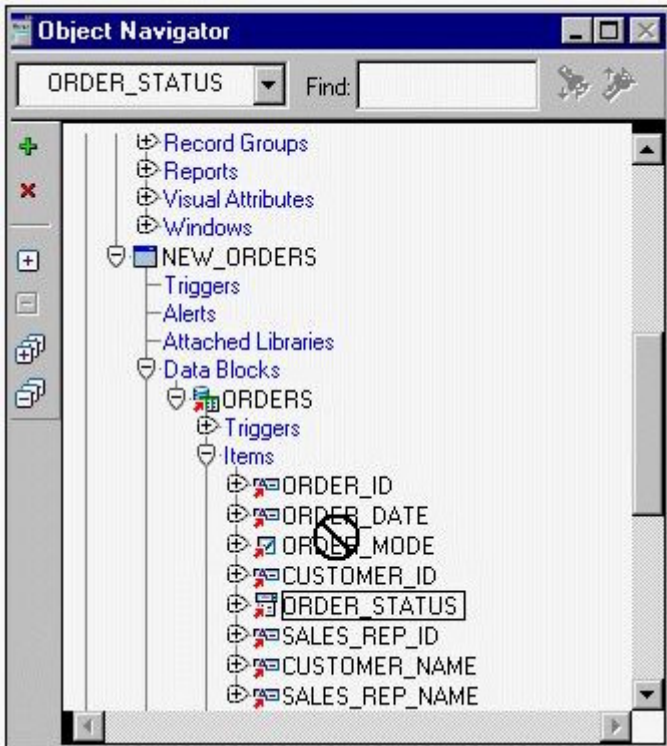 Object Navigator
ORDER_STATUS Find:
Record Groups
Reports
Visual Attributes
Windows
NEW_ORDERS
Triggers
Alerts
Attached Libraries
Data Blocks
ORDERS
Triggers
Items
ORDER_ID
ORDER_DATE
ORDER_MODE
CUSTOMER_ID
ORDER_STATUS
SALES_REP_ID
CUSTOMER_NAME
SALES_REP_NAME